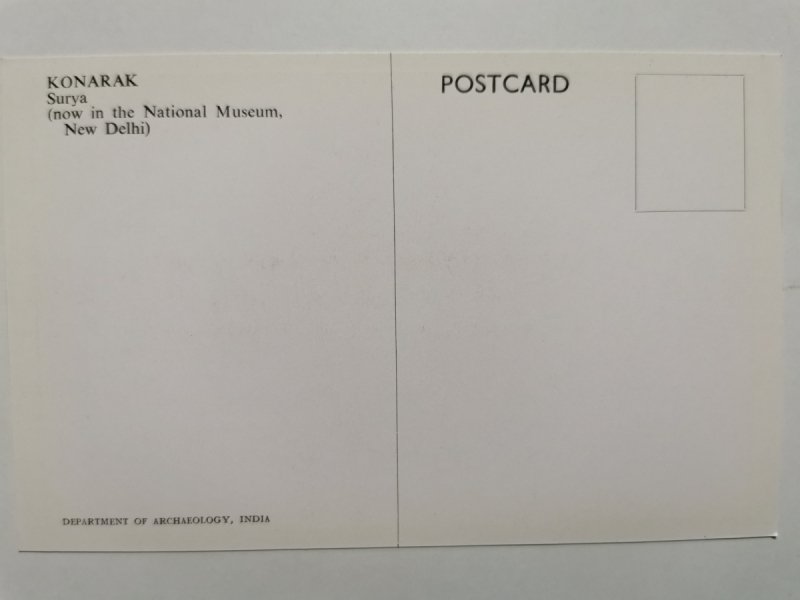 KONARAK
Surya
(now in the National Museum,
New Delhi)
POSTCARD
DEPARTMENT OF ARCHAEOLOGY, INDIA